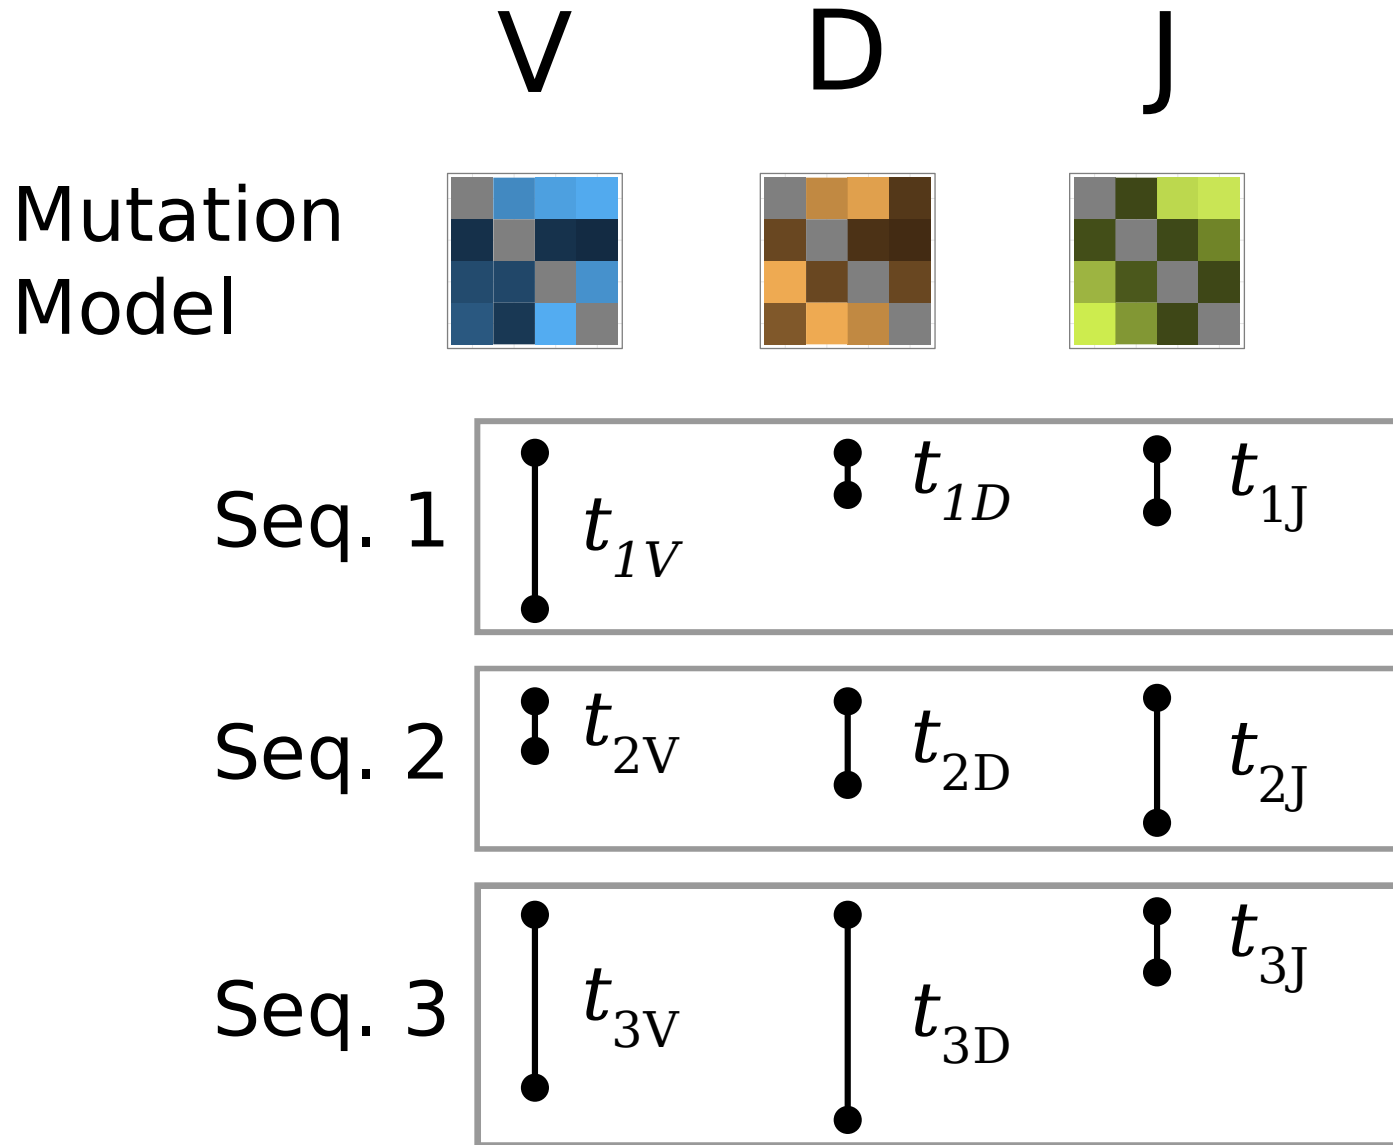 V D J
Mutation
Model
Seq. 1 t1V t1D t1J
Seq. 2 t2V t2D t2J
Seq. 3 t3V t3D t3J